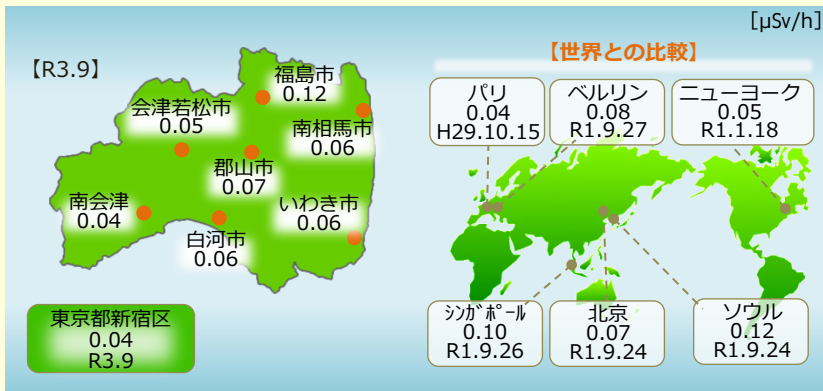 [μSv/h]
【R3.9】
福島市
0.12
会津若松市
0.05
南相馬市
0.06
郡山市
0.07
南会津
0.04
いわき市
0.06
白河市
0.06
東京都新宿区
0.04
R3.9
【世界との比較】
パリ
0.04
H29.10.15
ベルリン
0.08
R1.9.27
ニューヨーク
0.05
R1.1.18
ｼﾝｶﾞﾎﾟｰﾙ
0.10
R1.9.26
北京
0.07
R1.9.24
ソウル
0.12
R1.9.24